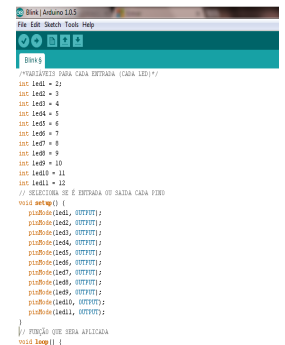 Blink | Arduino 1.0.5
File Edit Sketch Tools Help
Blink §
/*VARIÁVEIS PARA CADA ENTRADA (CADA LED)*/
int led1 = 2;
int led2 = 3
int led3 = 4
int led4 = 5
int led5 = 6
int led6 = 7
int led7 = 8
int led8 = 9
int led9 = 10
int led10 = 11
int led11 = 12
// SELECIONA SE É ENTRADA OU SAIDA CADA PINO
void setup() {
pinMode(led1, OUTPUT);
pinMode(led2, OUTPUT);
pinMode(led3, OUTPUT);
pinMode(led4, OUTPUT);
pinMode(led5, OUTPUT);
pinMode(led6, OUTPUT);
pinMode(led7, OUTPUT);
pinMode(led8, OUTPUT);
pinMode(led9, OUTPUT);
pinMode(led10, OUTPUT);
pinMode(led11, OUTPUT);
}
// FUNÇÃO QUE SERA APLICADA
void loop() {